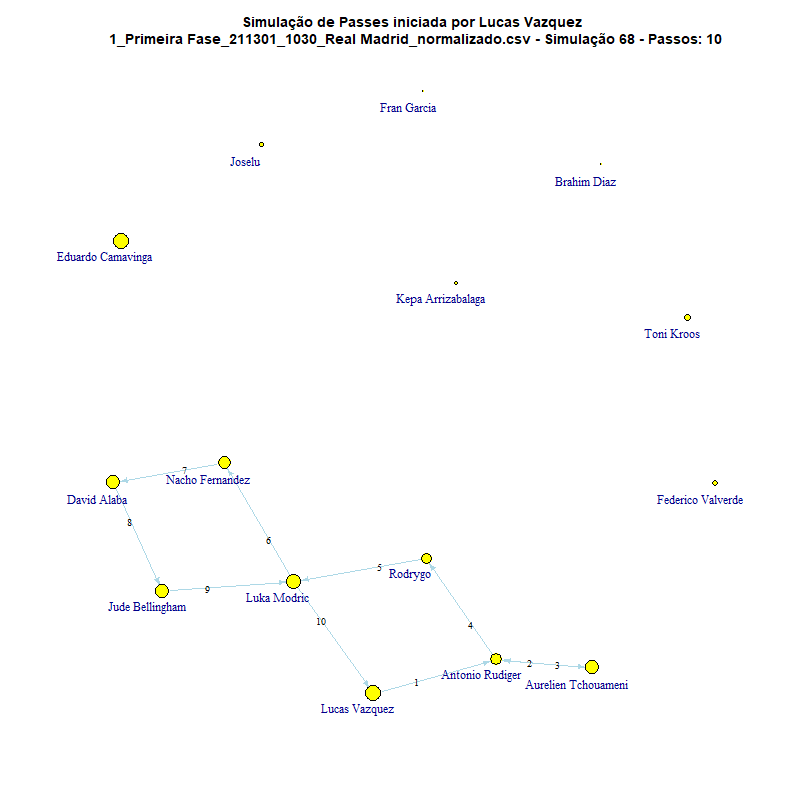 Simulação de Passes iniciada por Lucas Vazquez
1_Primeira Fase_211301_1030_Real Madrid_normalizado.csv - Simulação 68 - Passos: 10
Fran Garcia
Joselu
Brahim Diaz
Eduardo Camavinga
Kepa Arrizabalaga
Toni Kroos
7
Nacho Fernandez
David Alaba
Federico Valverde
8
6
5
Rodrygo
9
Luka Modric
Jude Bellingham
10
4
2
3
Antonio Rudiger
1
Aurelien Tchouameni
Lucas Vazquez